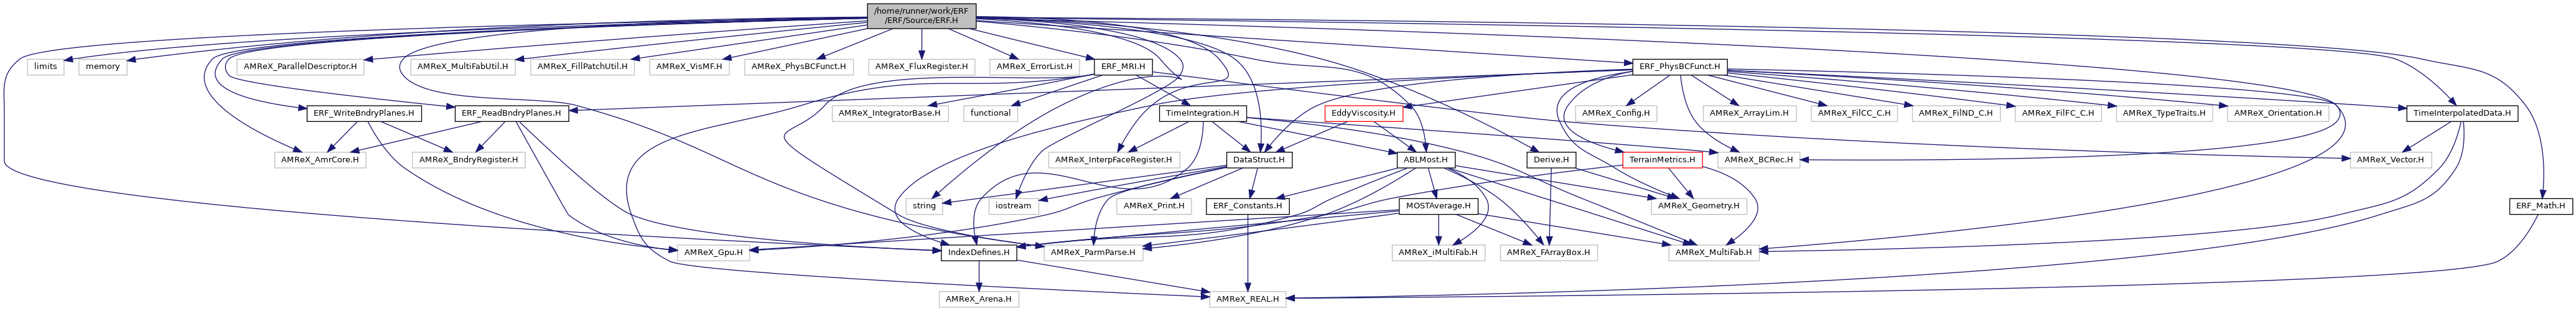 /home/runner/work/ERF
/ERF/Source/ERF.H
limits
memory
AMReX_ParallelDescriptor.H
AMReX_MultiFabUtil.H
AMReX_FillPatchUtil.H
AMReX_VisMF.H
AMReX_PhysBCFunct.H
AMReX_FluxRegister.H
AMReX_ErrorList.H
ERF_MRI.H
ERF_PhysBCFunct.H
ERF_WriteBndryPlanes.H
ERF_ReadBndryPlanes.H
AMReX_IntegratorBase.H
functional
TimeIntegration.H
EddyViscosity.H
AMReX_Config.H
AMReX_ArrayLim.H
AMReX_FilCC_C.H
AMReX_FilND_C.H
AMReX_FilFC_C.H
AMReX_TypeTraits.H
AMReX_Orientation.H
TimeInterpolatedData.H
AMReX_AmrCore.H
AMReX_BndryRegister.H
AMReX_InterpFaceRegister.H
DataStruct.H
ABLMost.H
Derive.H
TerrainMetrics.H
AMReX_BCRec.H
AMReX_Vector.H
string
iostream
AMReX_Print.H
ERF_Constants.H
MOSTAverage.H
AMReX_Geometry.H
ERF_Math.H
AMReX_Gpu.H
IndexDefines.H
AMReX_ParmParse.H
AMReX_iMultiFab.H
AMReX_FArrayBox.H
AMReX_MultiFab.H
AMReX_Arena.H
AMReX_REAL.H